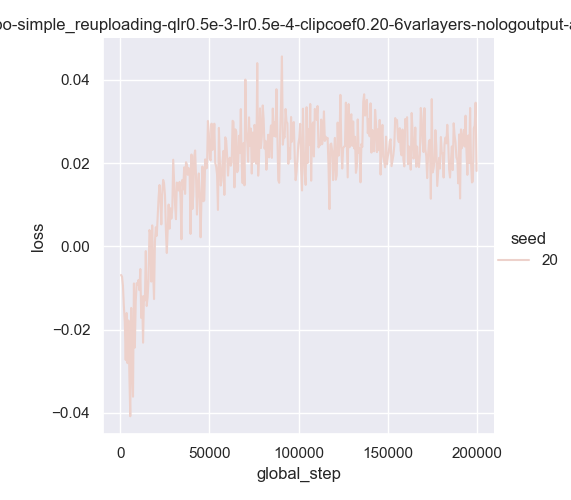 oo-simple_reuploading-qlr0.5e-3-lr0.5e-4-clipcoef0.20-6varlayers-nologoutput-a
0.04
0.02
0.00
−0.02
−0.04
loss
0 50000 100000 150000 200000
global_step
seed
20